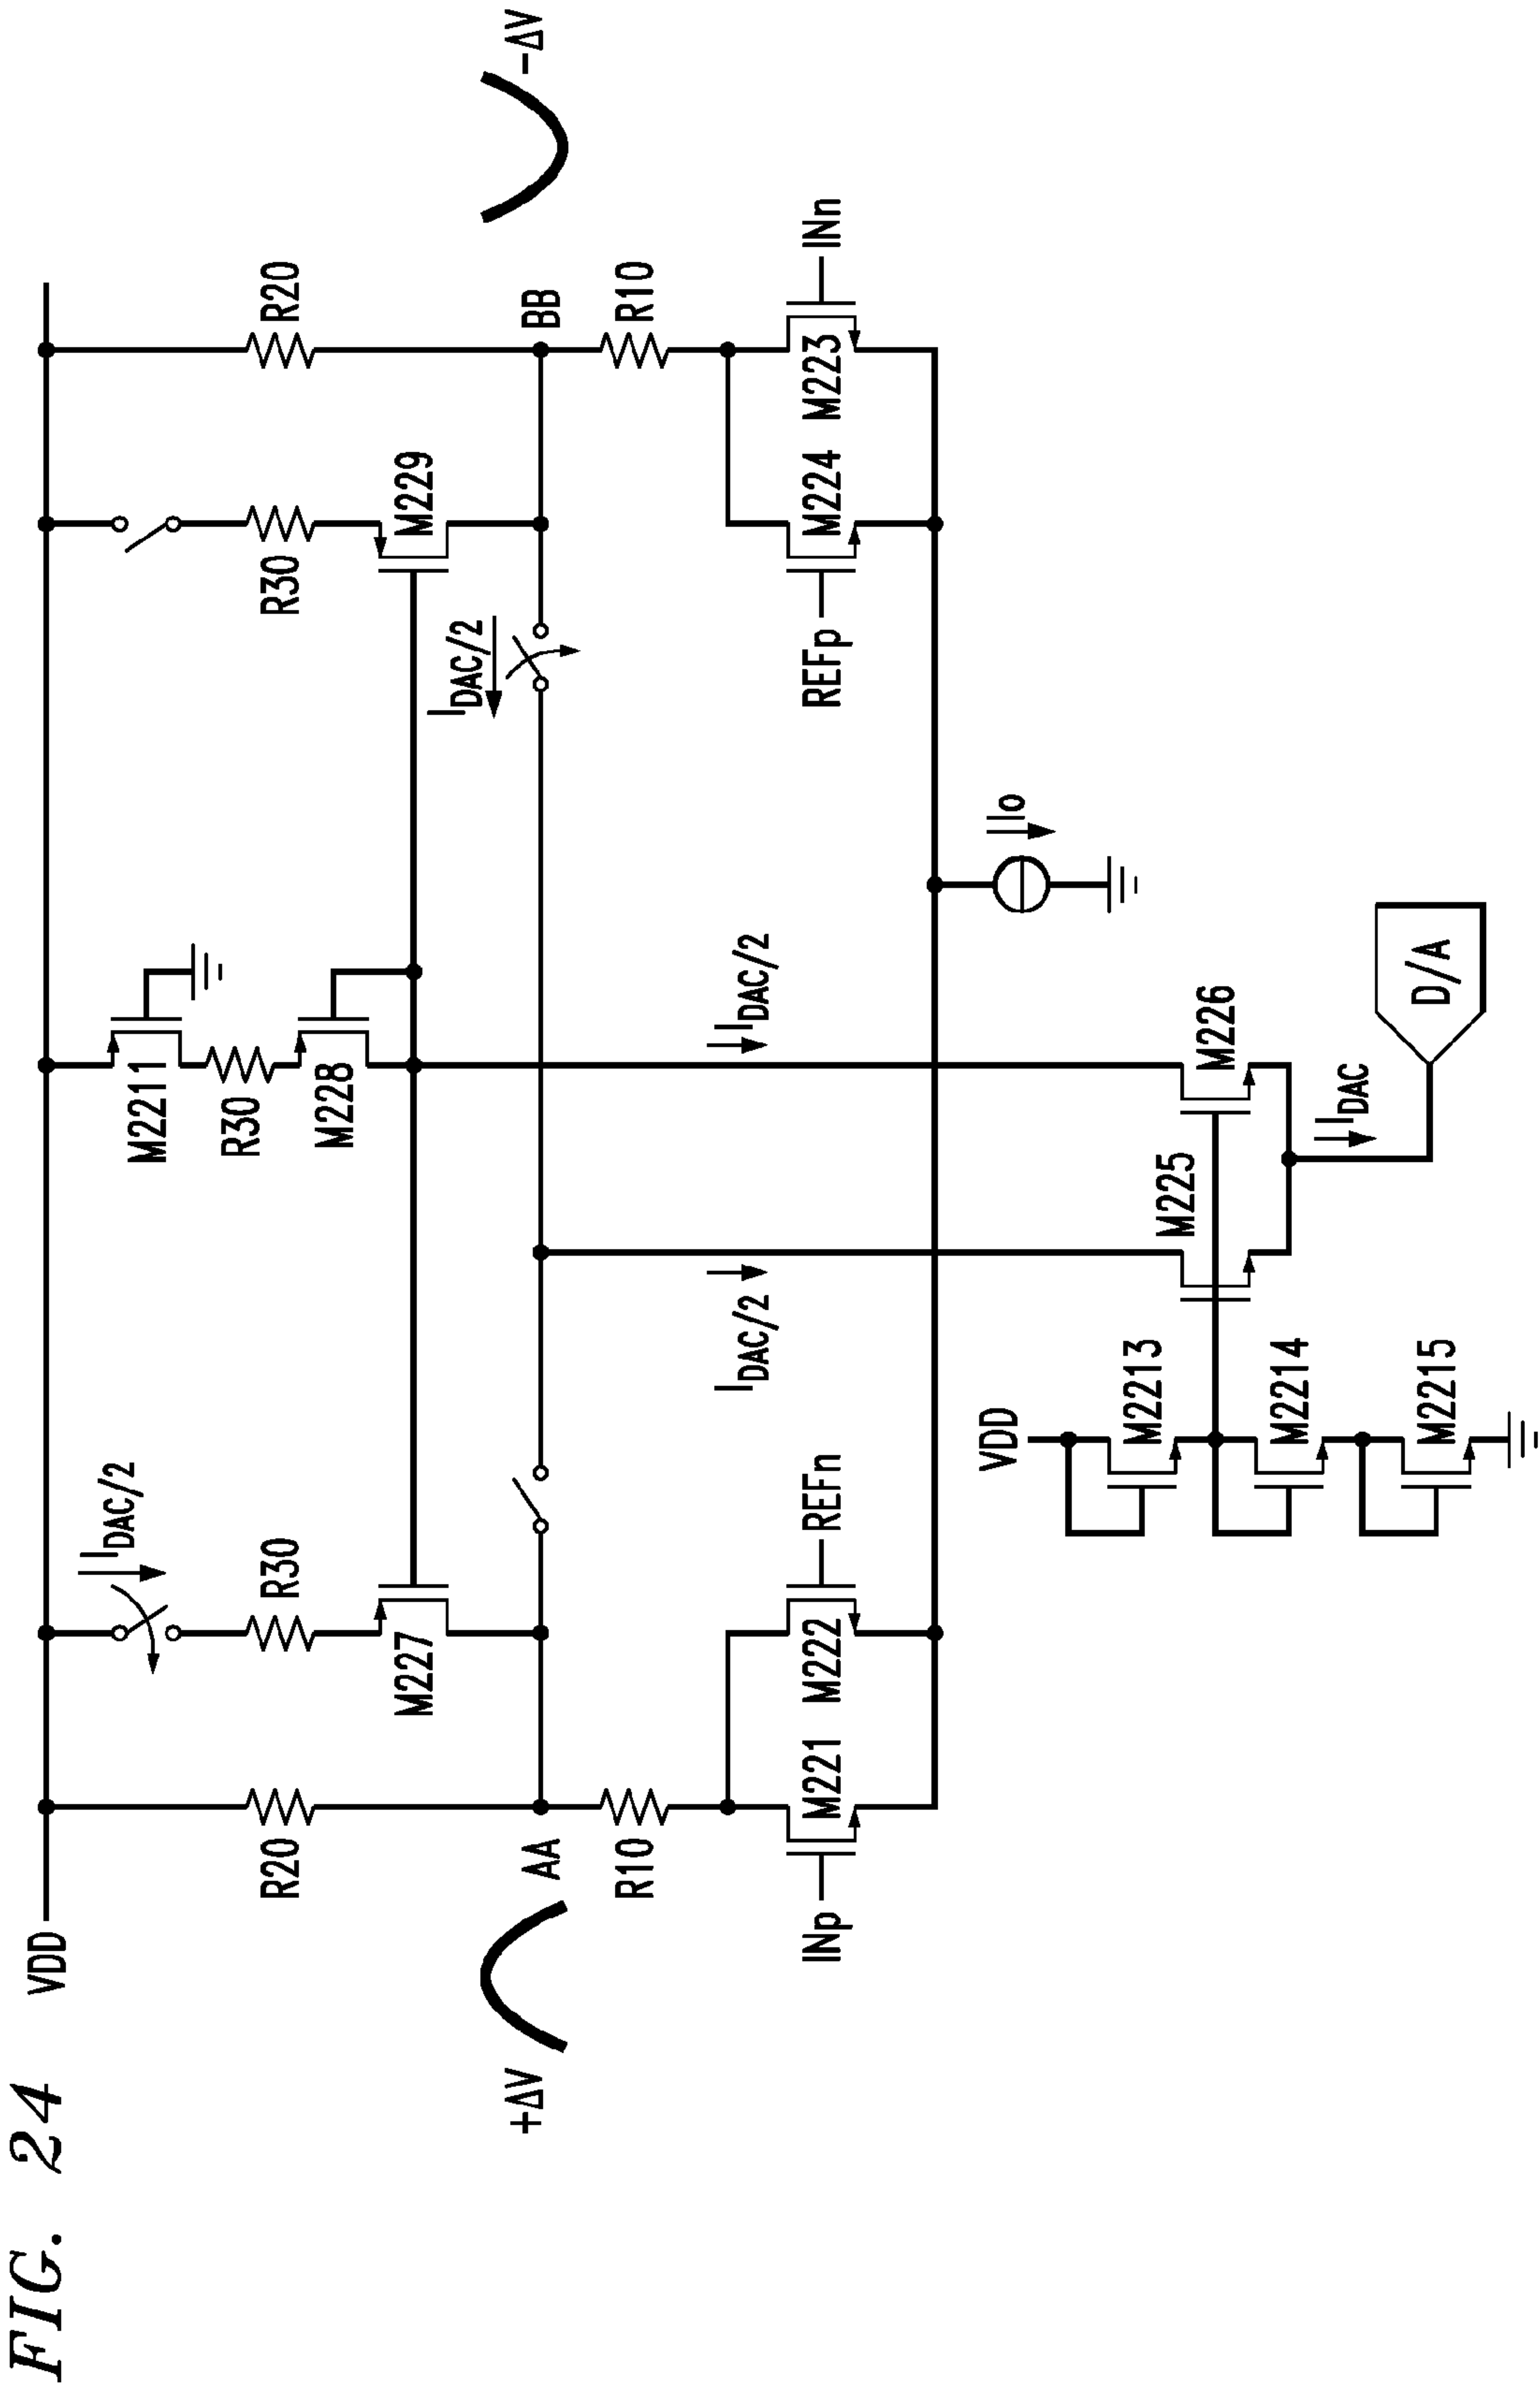 FIG. 24
VDD
IDAC/2
M2211
R20
R30
R30
R30
R20
M228
M227
M229
+ΔV
AA
IDAC/2
BB
-ΔV
R10
R10
IDAC/2
IDAC/2
INp
M221
M222
REFn
REFp
M224
M223
INn
Io
VDD
M2213
M225
M226
M2214
IDAC
M2215
D/A